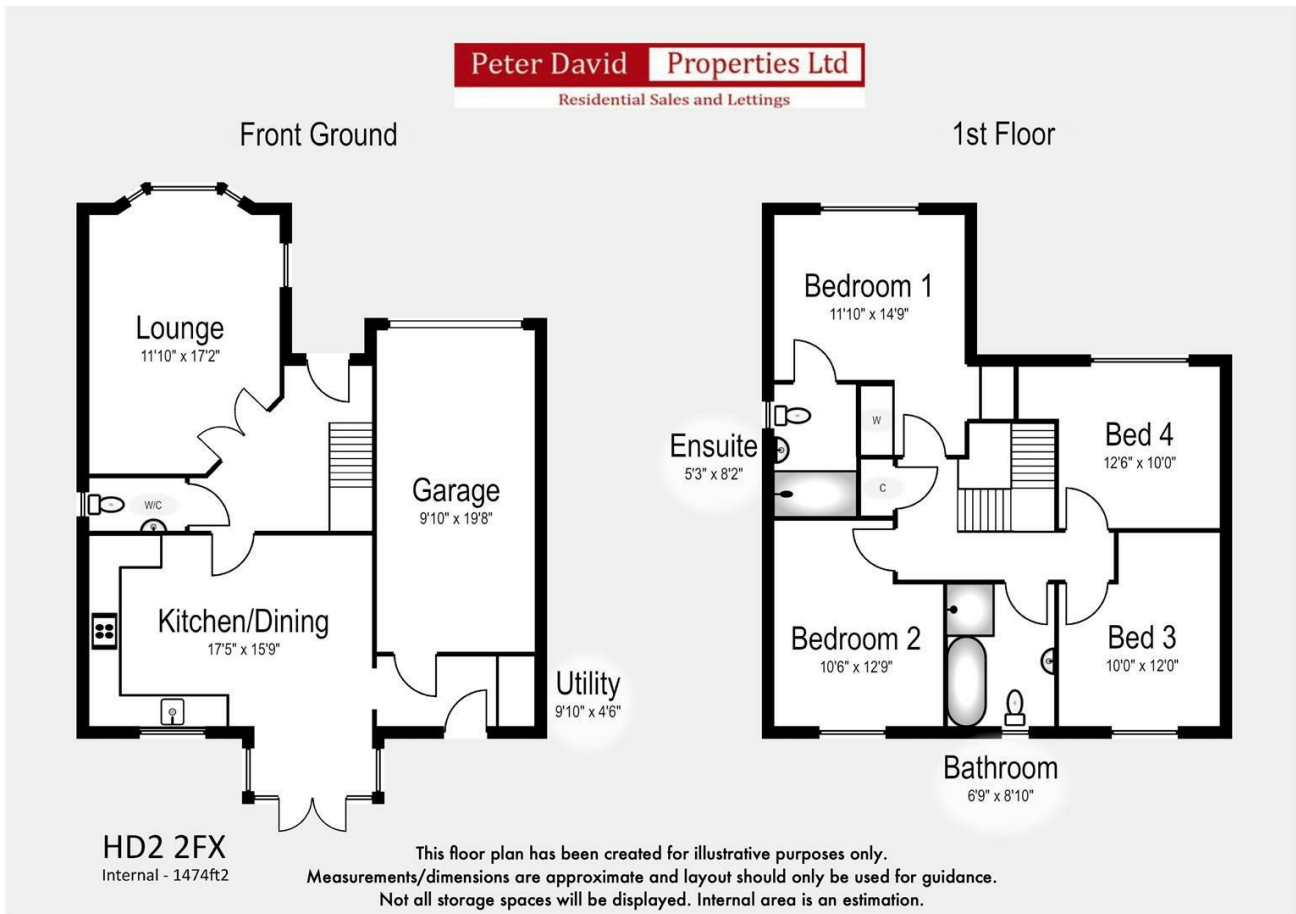 Peter David Properties Ltd
Residential Sales and Lettings
Front Ground
1st Floor
Lounge
11'10" x 17'2"
W/C
Garage
9'10" x 19'8"
Kitchen/Dining
17'5" x 15'9"
Utility
9'10" x 4'6"
Bedroom 1
11'10" x 14'9"
Ensuite
5'3" x 8'2"
W
C
Bed 4
12'6" x 10'0"
Bedroom 2
10'6" x 12'9"
Bed 3
10'0" x 12'0"
Bathroom
6'9" x 8'10"
HD2 2FX
Internal - 1474ft2
This floor plan has been created for illustrative purposes only.
Measurements/dimensions are approximate and layout should only be used for guidance.
Not all storage spaces will be displayed. Internal area is an estimation.